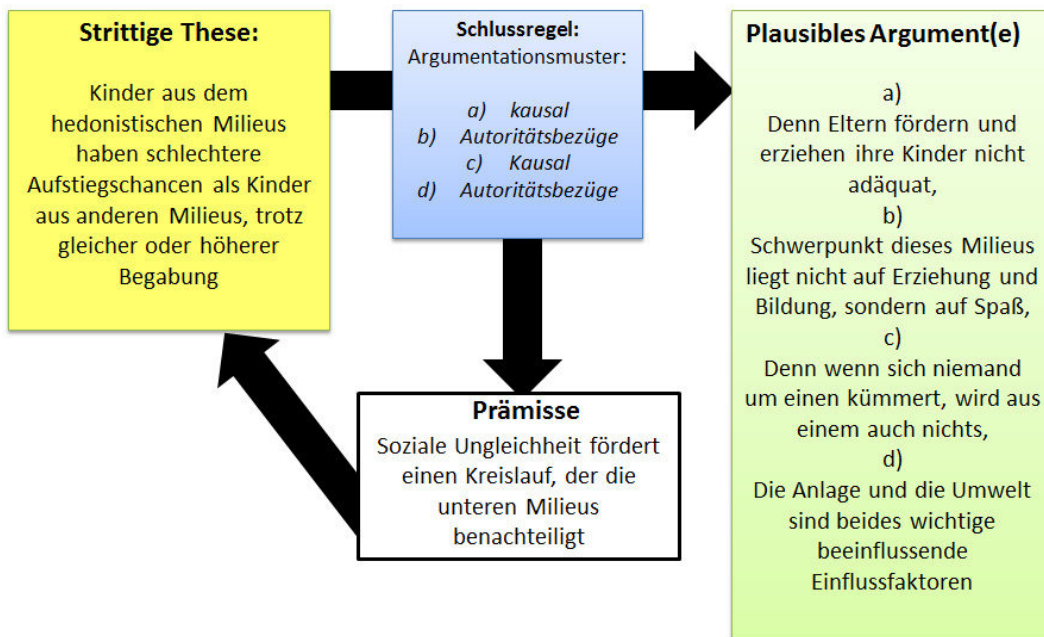 Strittige These:
Kinder aus dem
hedonistischen Milieus
haben schlechtere
Aufstiegschancen als Kinder
aus anderen Milieus, trotz
gleicher oder höherer
Begabung
Schlussregel:
Argumentationsmuster:
a) kausal
b) Autoritätsbezüge
c) Kausal
d) Autoritätsbezüge
Prämisse
Soziale Ungleichheit fördert
einen Kreislauf, der die
unteren Milieus
benachteiligt
Plausibles Argument(e)
a)
Denn Eltern fördern und
erziehen ihre Kinder nicht
adäquat,
b)
Schwerpunkt dieses Milieus
liegt nicht auf Erziehung und
Bildung, sondern auf Spaß,
c)
Denn wenn sich niemand
um einen kümmert, wird aus
einem auch nichts,
d)
Die Anlage und die Umwelt
sind beides wichtige
beeinflussende
Einflussfaktoren